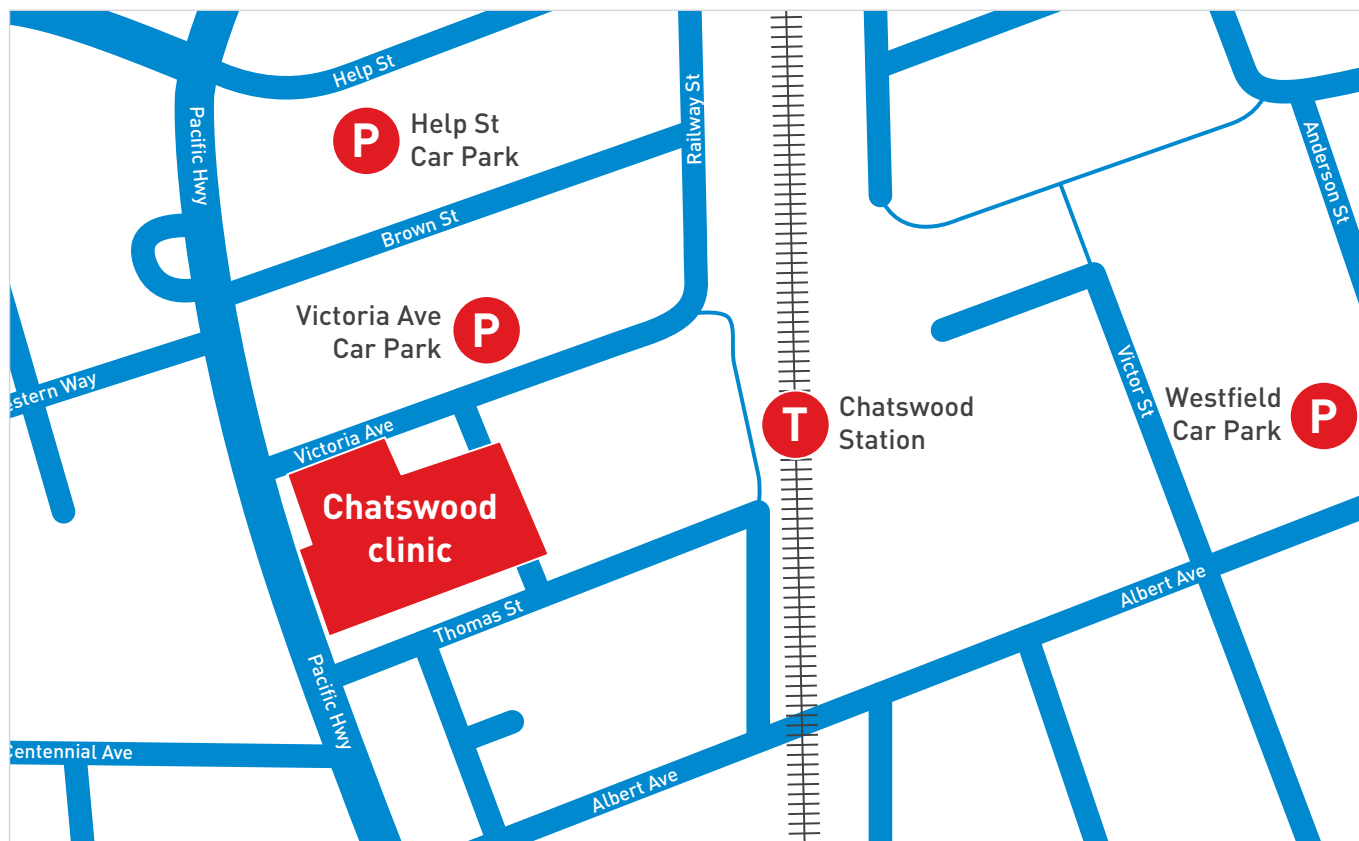 Help St
Pacific Hwy
P
Help St
Car Park
Railway St
Anderson St
Brown St
Victoria Ave
Car Park
P
Victor St
estern Way
Westfield
Car Park
P
T
Chatswood
Station
Victoria Ave
Chatswood
clinic
Albert Ave
Thomas St
Pacific Hwy
Centennial Ave
Albert Ave